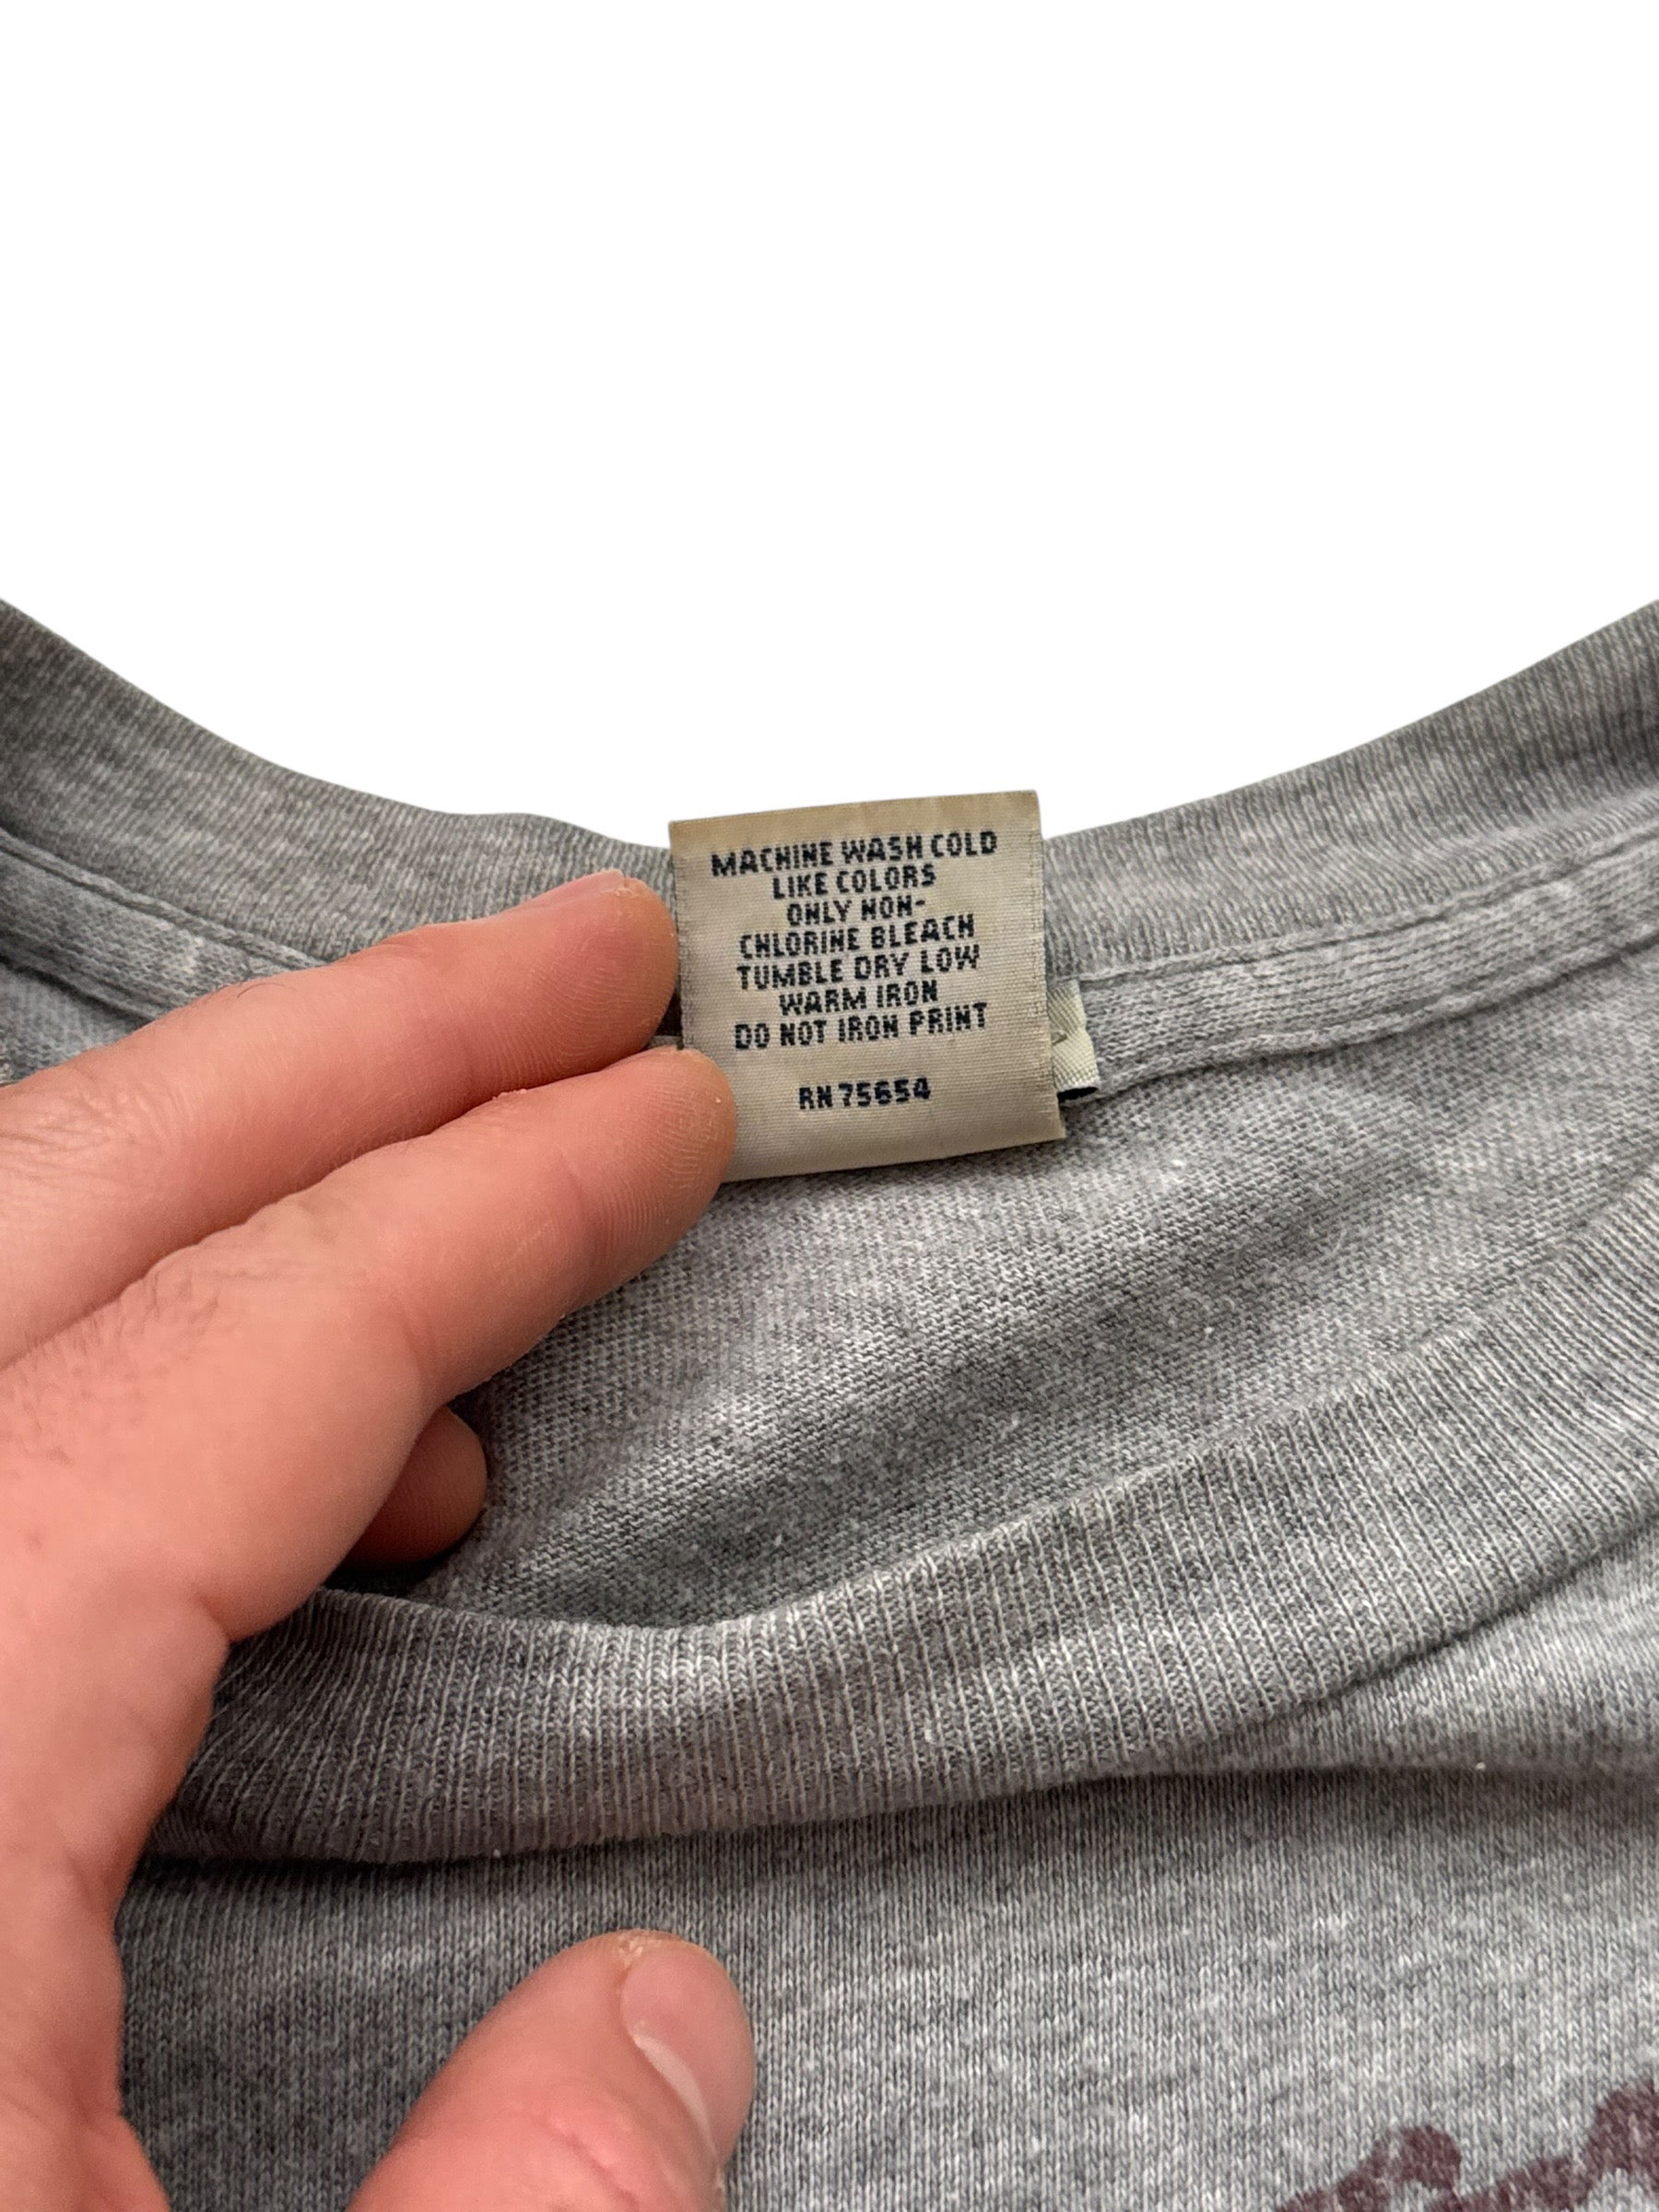 MACHINE WASH COLD
LIKE COLORS
ONLY NON-
CHLORINE BLEACH
TUMBLE DRY LOW
WARM IRON
DO NOT IRON PRINT
RN 75654